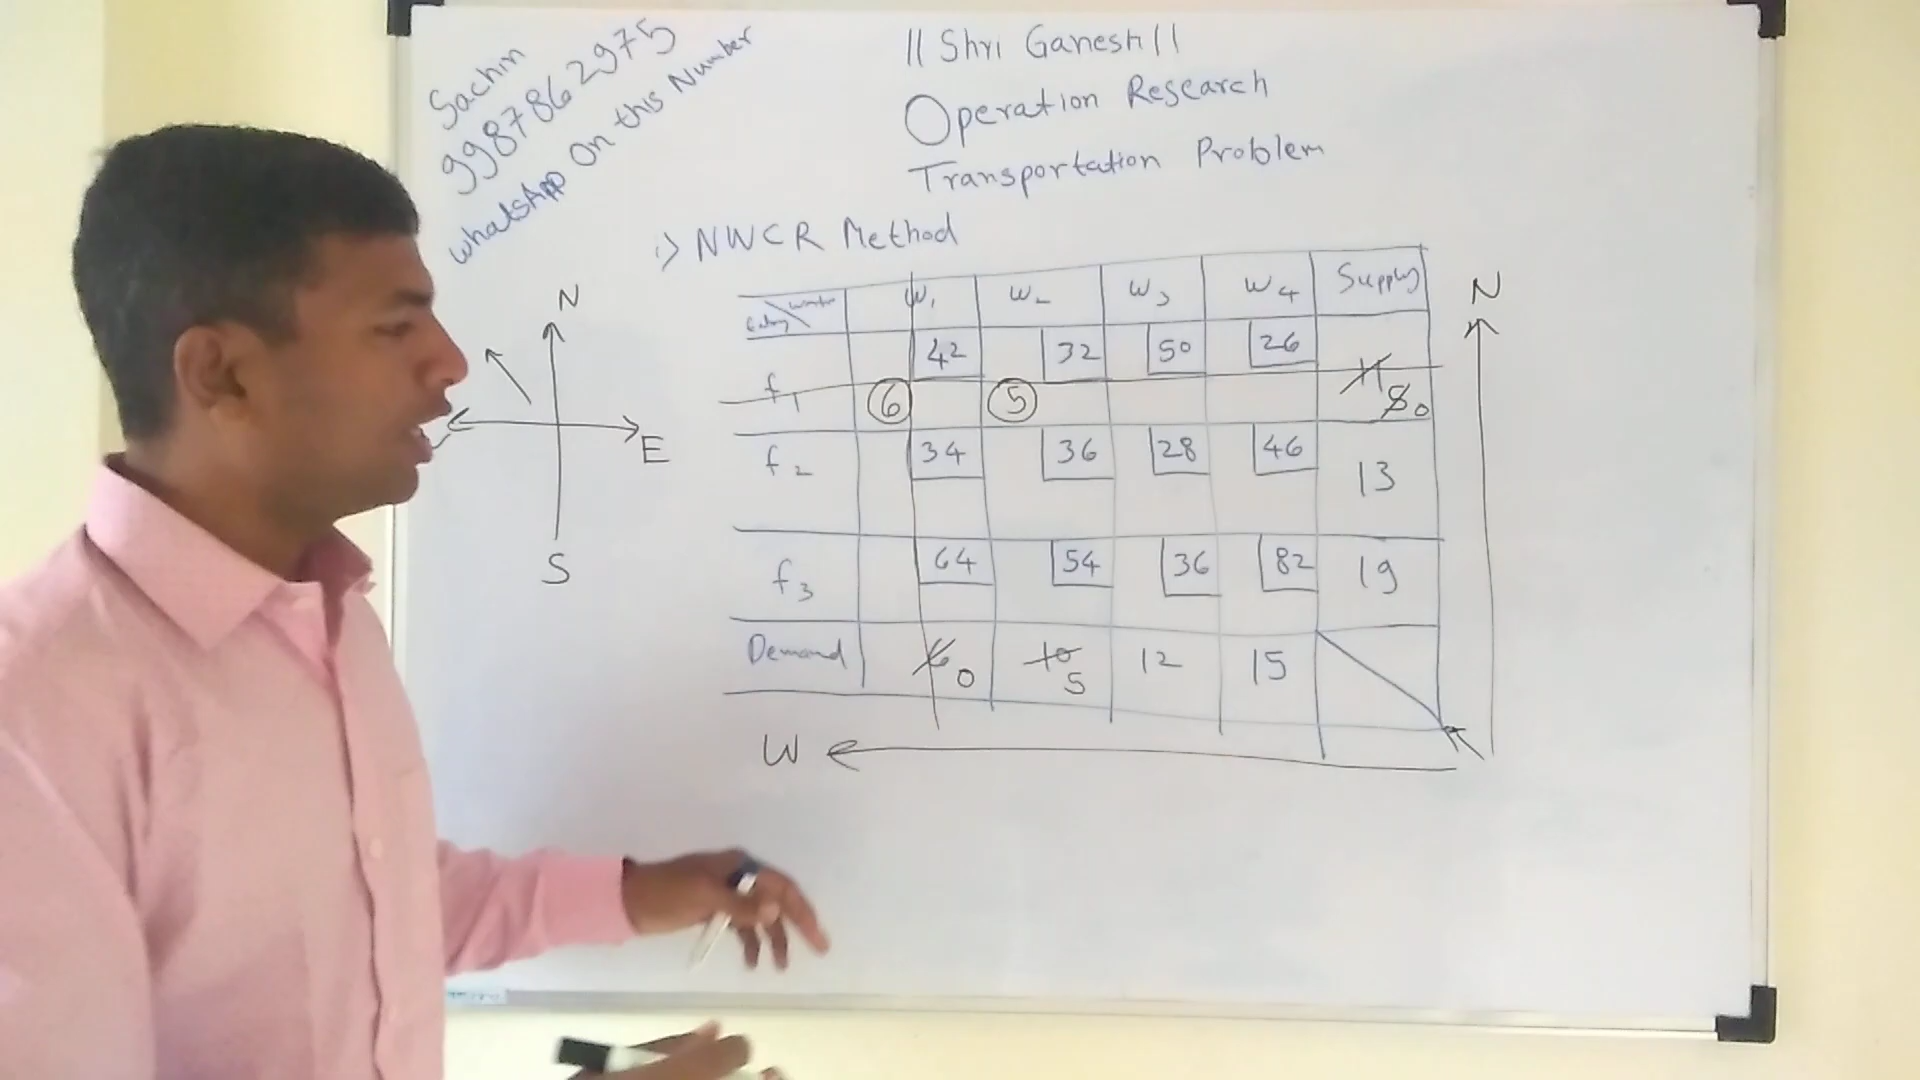 Sachin
9987862975
WhatsApp On this Number
|| Shri Ganesh ||
Operation Research
Transportation Problem
1) NWCR Method
N
E
S
W1 W2 W3 W4 Supply
f1 42 32 50 26 11 5 0
6 5
f2 34 36 28 46 13
f3 64 54 36 82 19
Demand 6 0 10 5 12 15
N
W